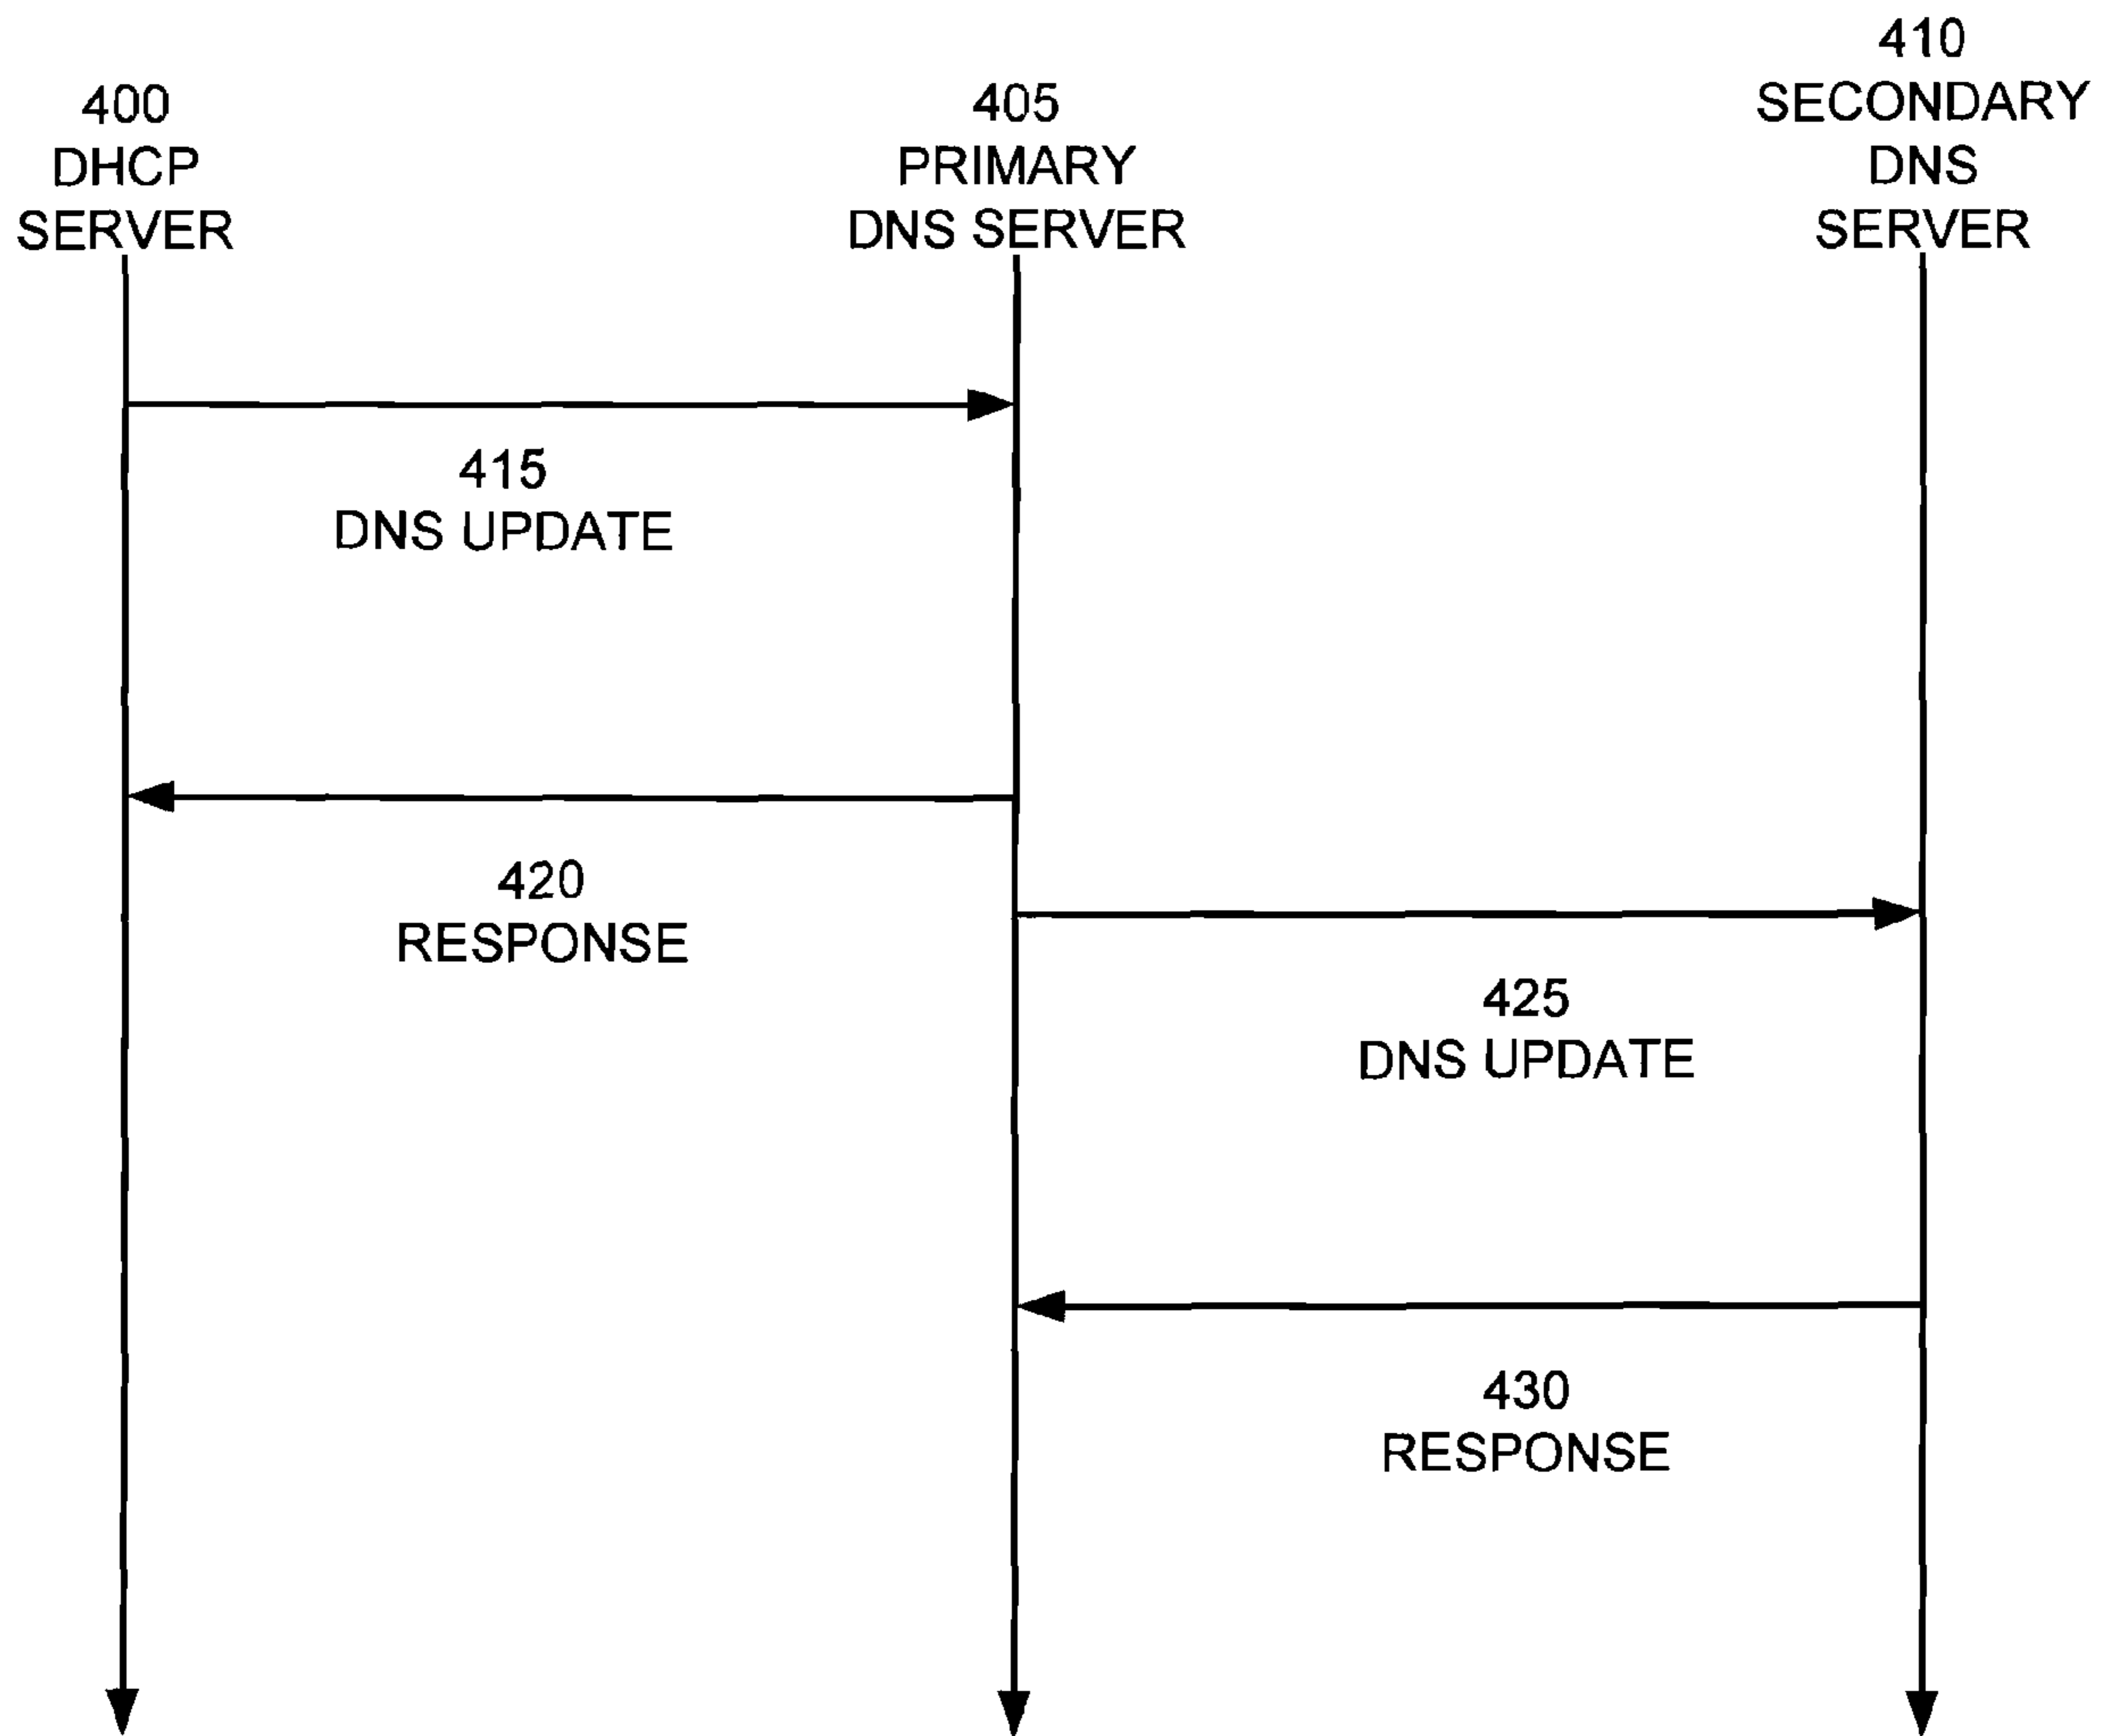 400
DHCP
SERVER
405
PRIMARY
DNS SERVER
410
SECONDARY
DNS
SERVER
415
DNS UPDATE
420
RESPONSE
425
DNS UPDATE
430
RESPONSE